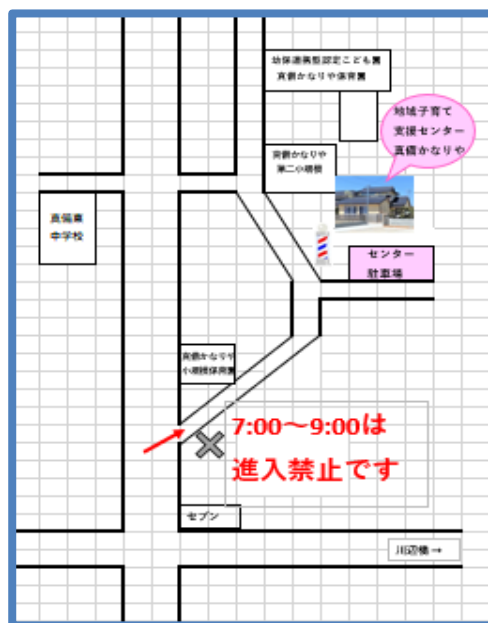 幼保連携型認定こども園
真備かなりや保育園
地域子育て
支援センター
真備かなりや
真備かなりや
第二小規模
真備東
中学校
センター
駐車場
真備かなりや
小規模保育園
7:00～9:00は
進入禁止です
セブン
川辺橋→